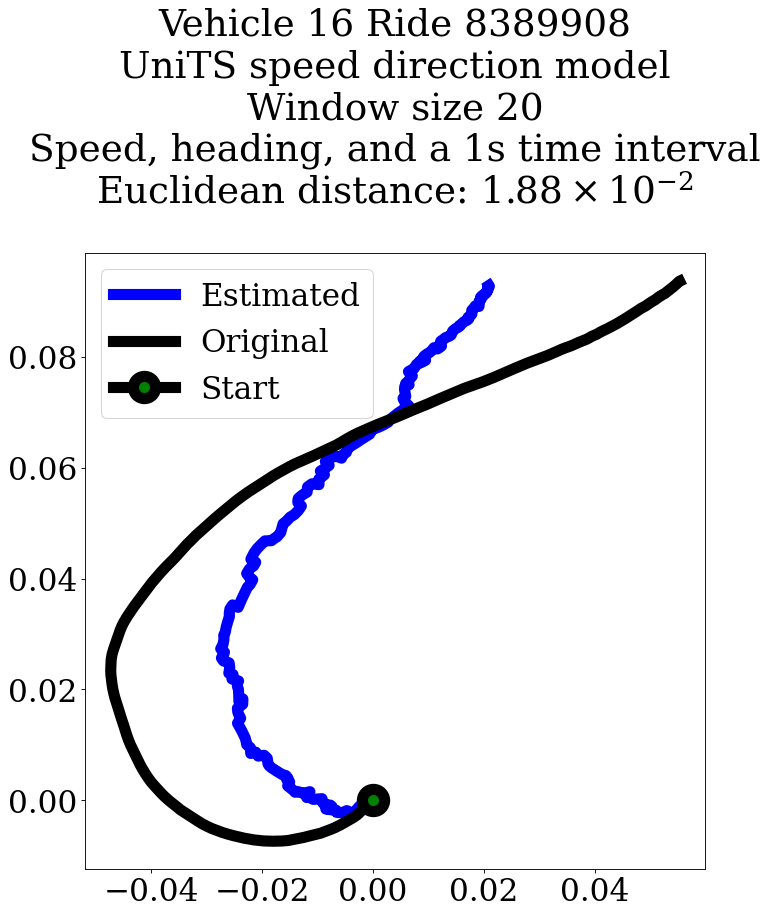 Vehicle 16 Ride 8389908
UniTS speed direction model
Window size 20
Speed, heading, and a 1s time interval
Euclidean distance: 1.88 × 10⁻²
Estimated
Original
Start
0.08
0.06
0.04
0.02
0.00
−0.04 −0.02 0.00 0.02 0.04